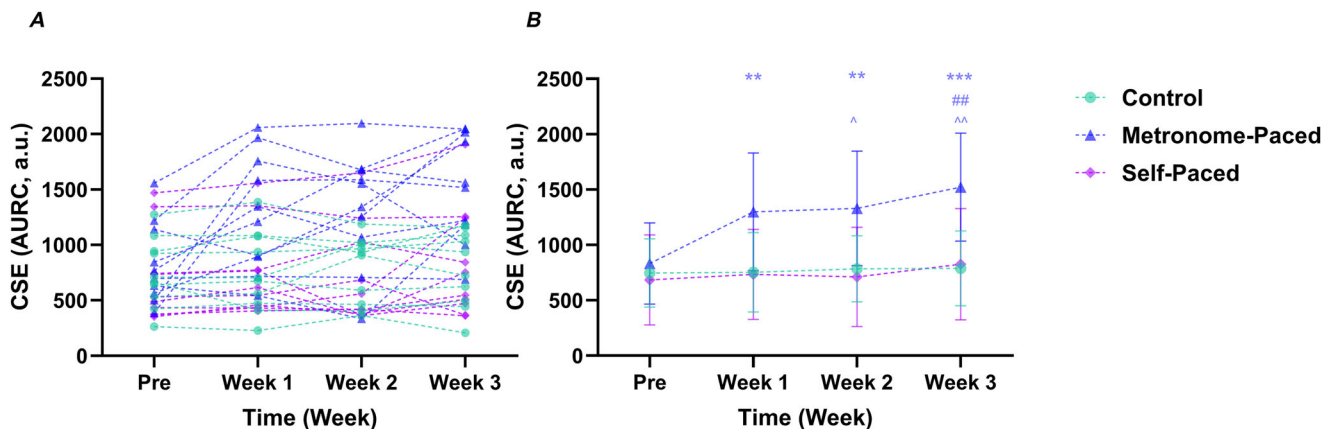 A
CSE (AURC, a.u.)
2500
2000
1500
1000
500
0
Pre Week 1 Week 2 Week 3
Time (Week)
B
CSE (AURC, a.u.)
2500
2000
1500
1000
500
0
** ** ***
##
^ ^^
Pre Week 1 Week 2 Week 3
Time (Week)
Control
Metronome-Paced
Self-Paced